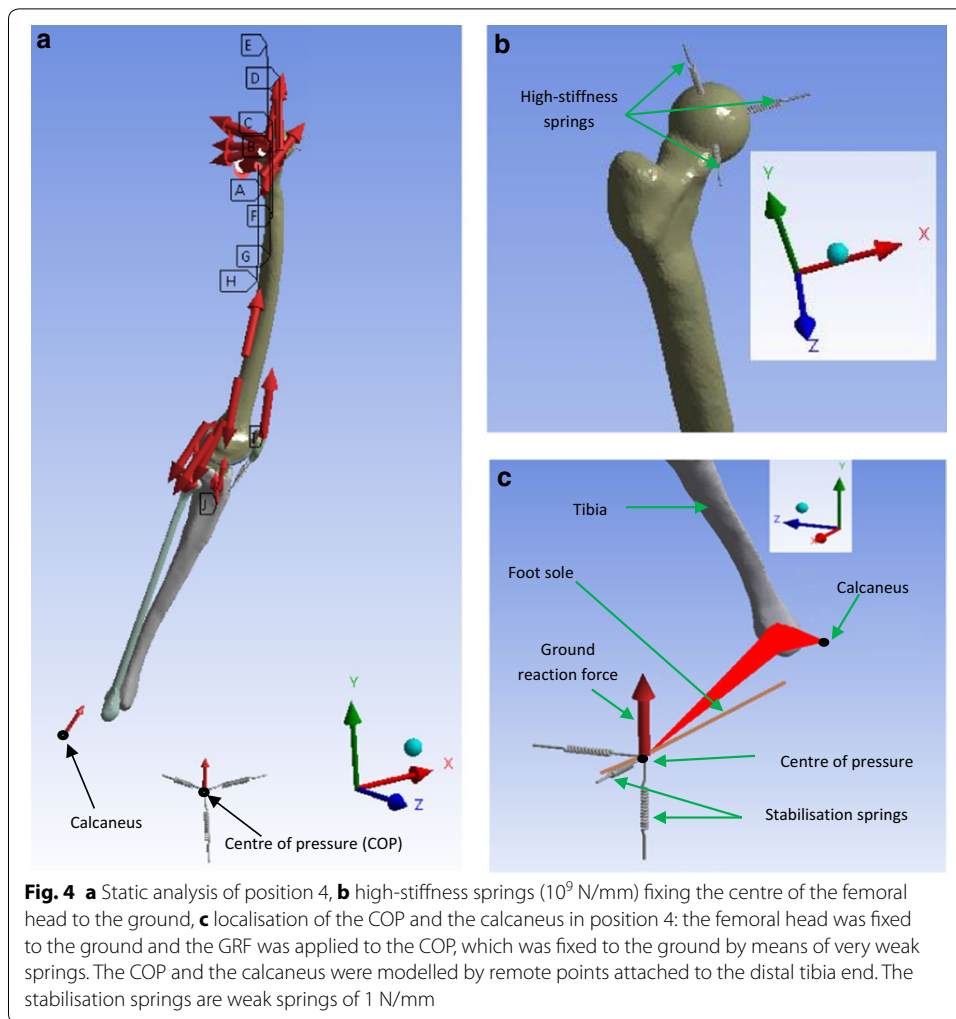 a
E
D
C
B
A
F
G
H
J
Calcaneus
Centre of pressure (COP)
Y
X
Z
b
High-stiffness
springs
Y
X
Z
c
Y
Z
X
Tibia
Foot sole
Calcaneus
Ground
reaction force
Centre of pressure
Stabilisation springs
Fig. 4 a Static analysis of position 4, b high-stiffness springs (10⁹ N/mm) fixing the centre of the femoral
head to the ground, c localisation of the COP and the calcaneus in position 4: the femoral head was fixed
to the ground and the GRF was applied to the COP, which was fixed to the ground by means of very weak
springs. The COP and the calcaneus were modelled by remote points attached to the distal tibia end. The
stabilisation springs are weak springs of 1 N/mm